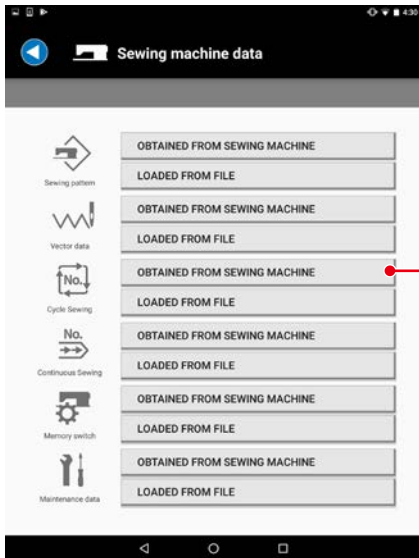 4:30
Sewing machine data
OBTAINED FROM SEWING MACHINE
LOADED FROM FILE
Sewing pattern
OBTAINED FROM SEWING MACHINE
LOADED FROM FILE
Vector data
No.
OBTAINED FROM SEWING MACHINE
LOADED FROM FILE
Cycle Sewing
No.
OBTAINED FROM SEWING MACHINE
LOADED FROM FILE
Continuous Sewing
OBTAINED FROM SEWING MACHINE
LOADED FROM FILE
Memory switch
OBTAINED FROM SEWING MACHINE
LOADED FROM FILE
Maintenance data